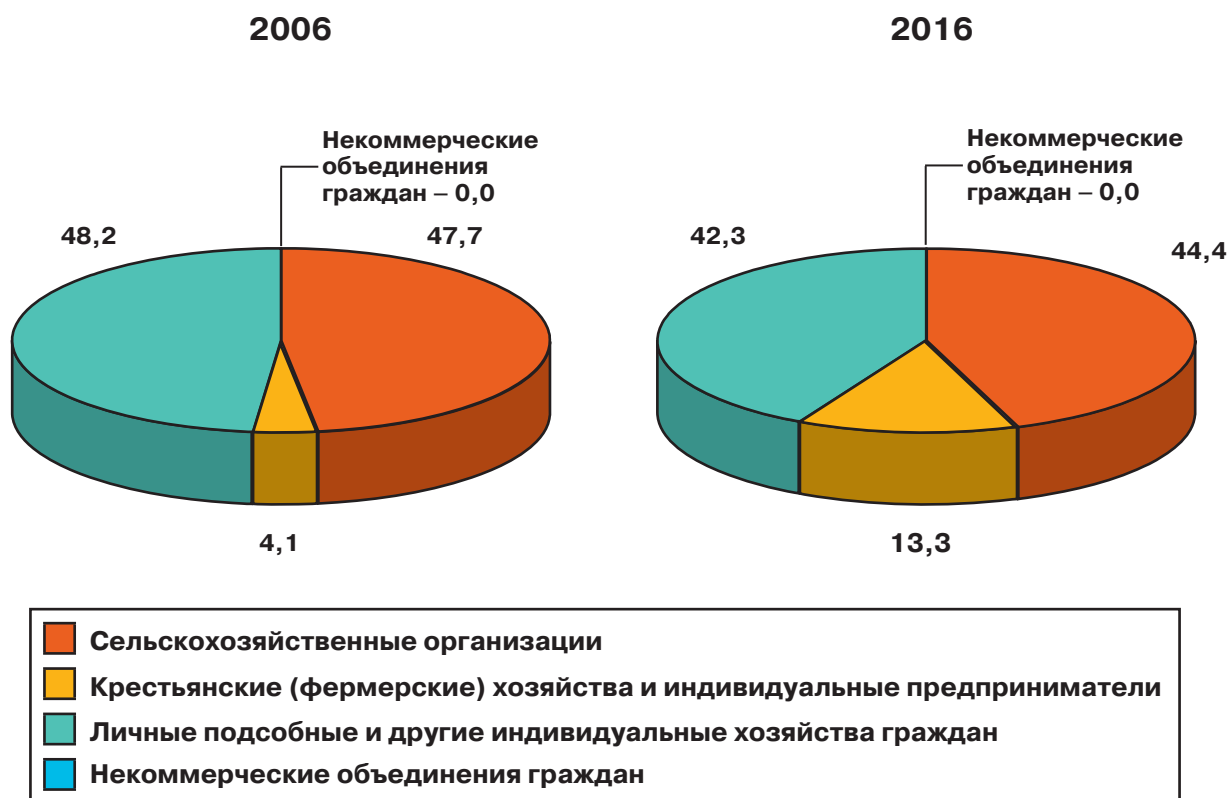 2006
2016
Некоммерческие
объединения
граждан – 0,0
Некоммерческие
объединения
граждан – 0,0
48,2
47,7
42,3
44,4
4,1
13,3
Сельскохозяйственные организации
Крестьянские (фермерские) хозяйства и индивидуальные предприниматели
Личные подсобные и другие индивидуальные хозяйства граждан
Некоммерческие объединения граждан